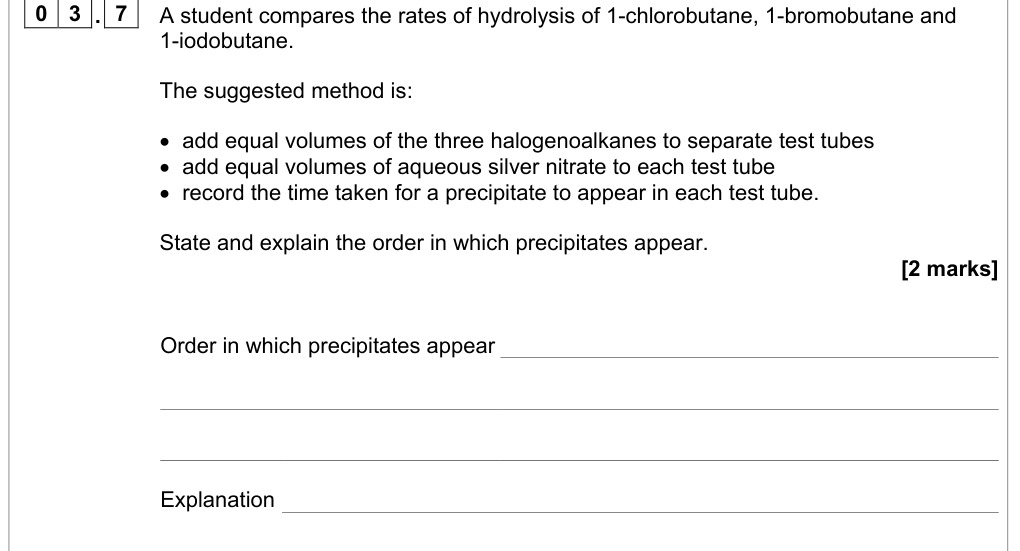 0 3 . 7 A student compares the rates of hydrolysis of 1-chlorobutane, 1-bromobutane and
1-iodobutane.
The suggested method is:
• add equal volumes of the three halogenoalkanes to separate test tubes
• add equal volumes of aqueous silver nitrate to each test tube
• record the time taken for a precipitate to appear in each test tube.
State and explain the order in which precipitates appear.
[2 marks]
Order in which precipitates appear
Explanation